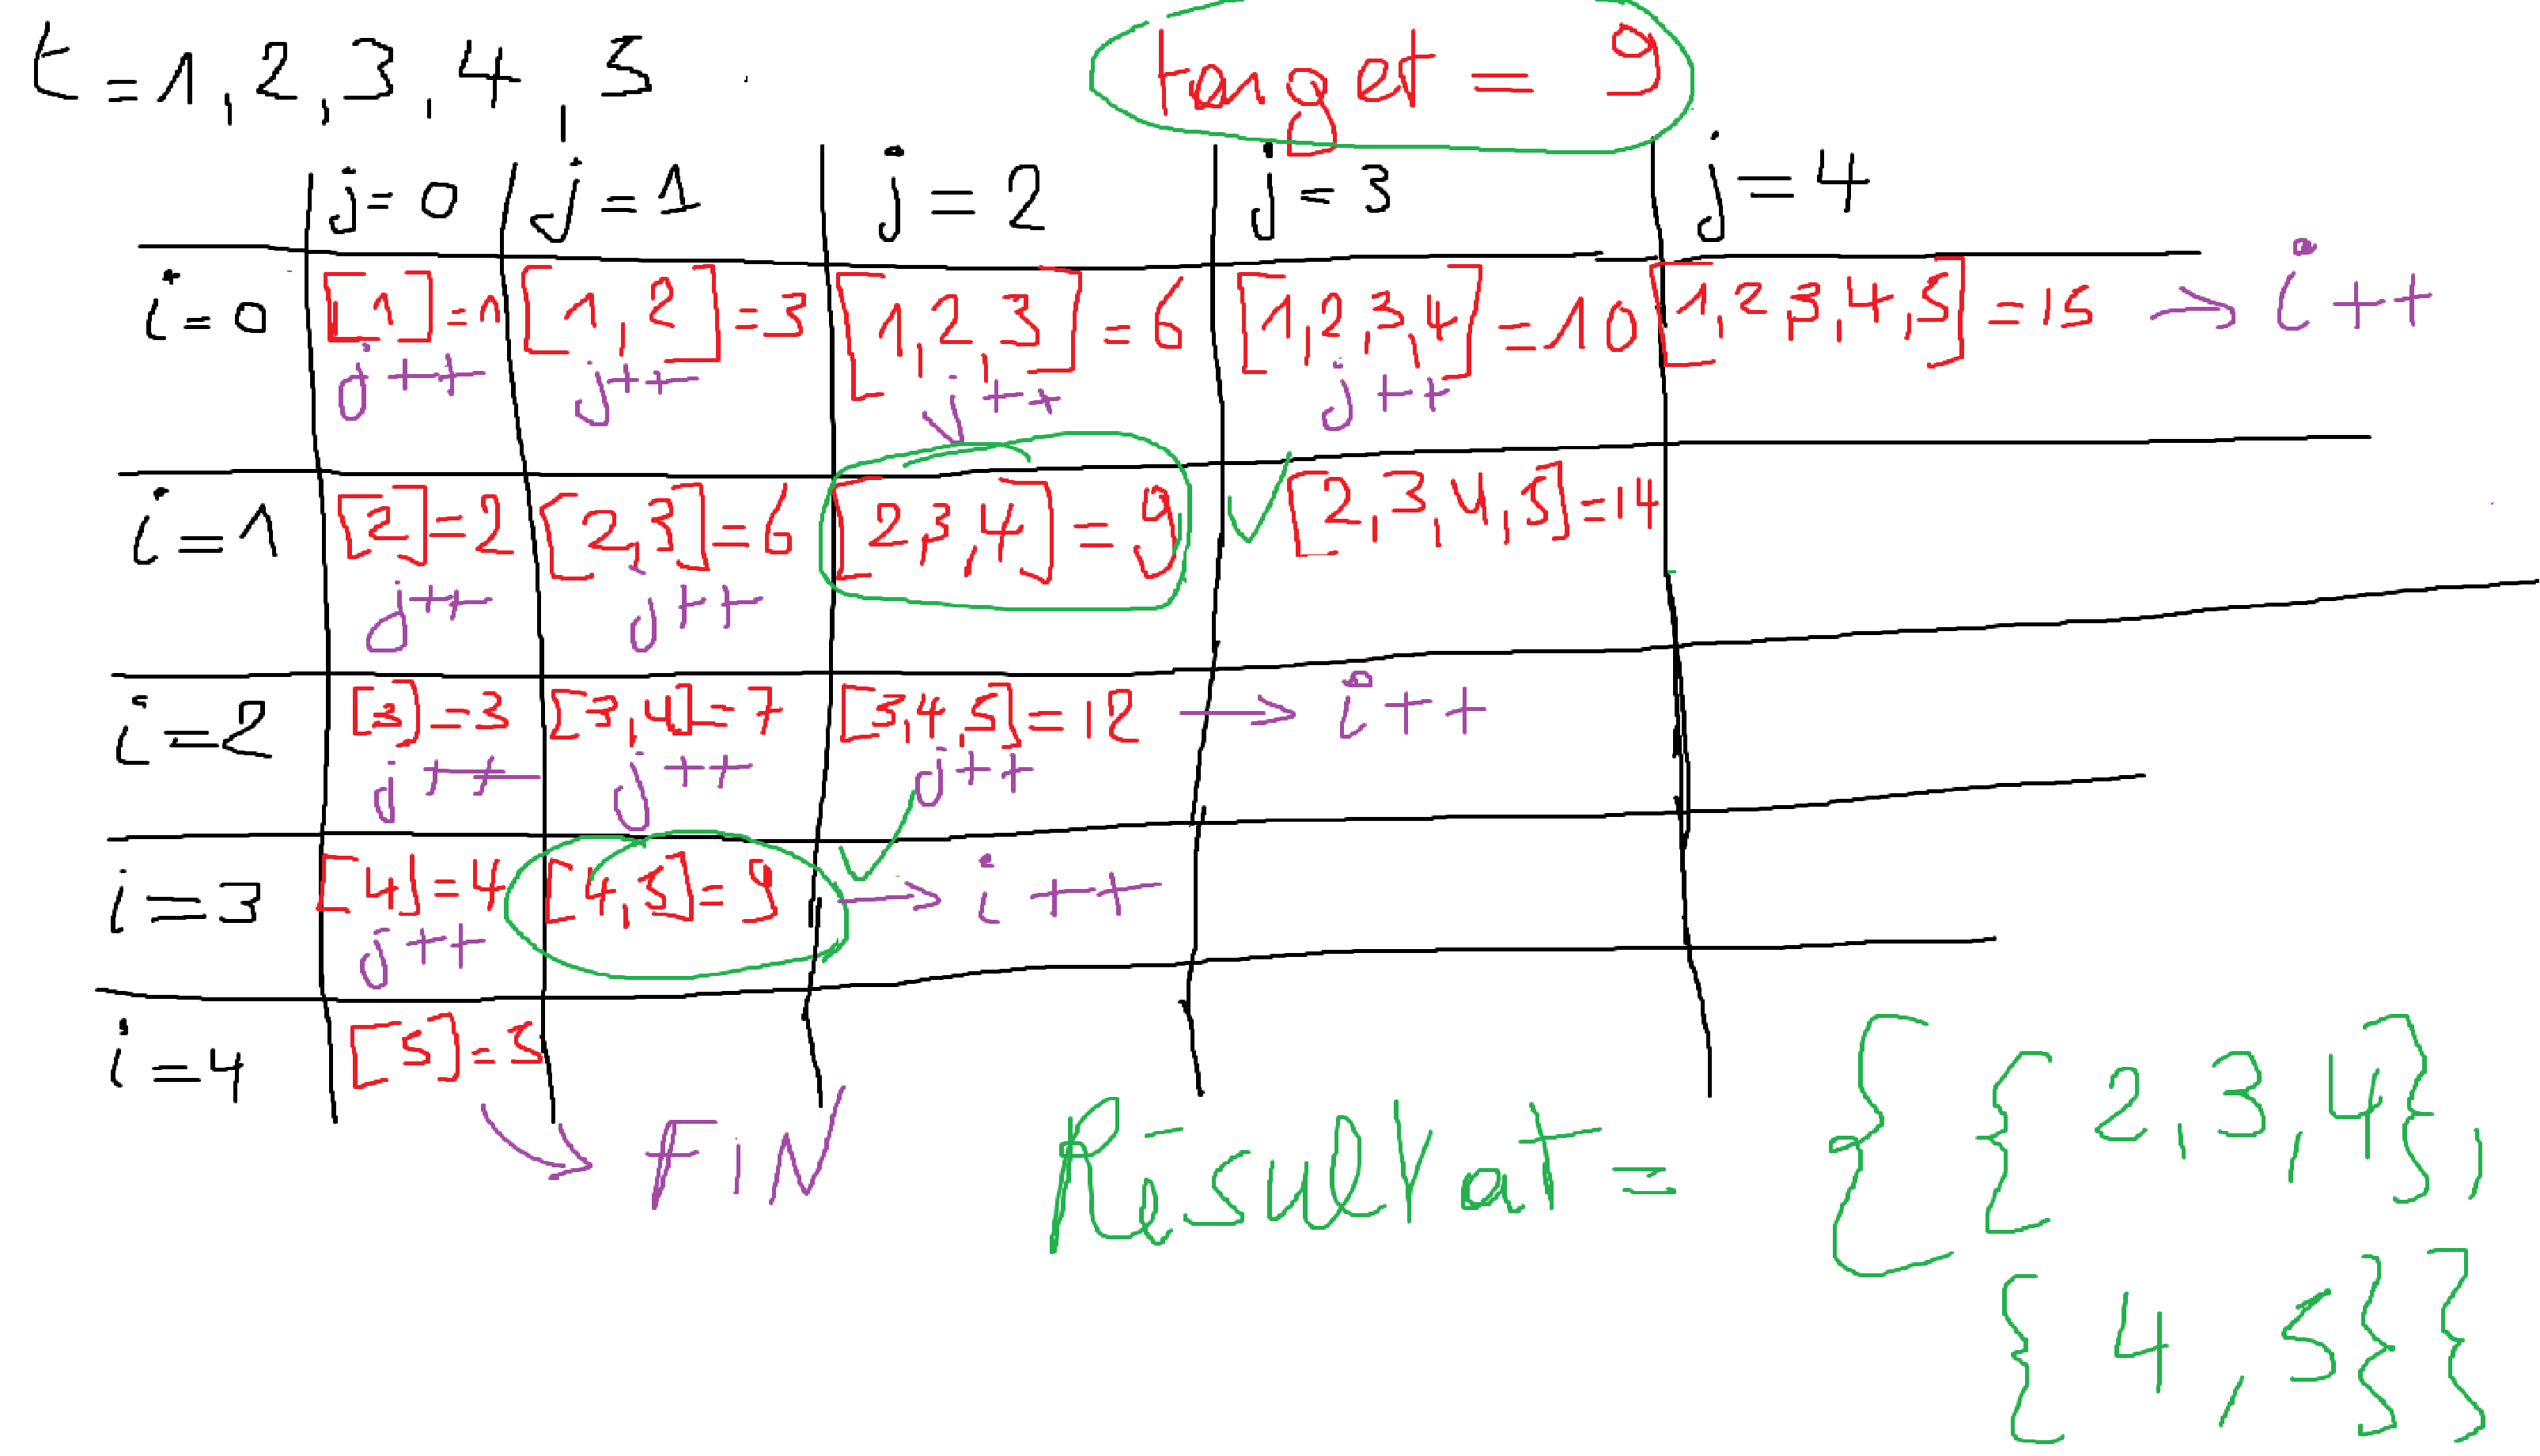 t = 1, 2, 3, 4, 5
target = 9
j = 0 j = 1 j = 2 j = 3 j = 4
i = 0 [1] = 1 [1, 2] = 3 [1, 2, 3] = 6 [1, 2, 3, 4] = 10 [1, 2, 3, 4, 5] = 15 → i++
j++ j++ j++ j++
i = 1 [2] = 2 [2, 3] = 6 [2, 3, 4] = 9 ✓ [2, 3, 4, 5] = 14
j++ j++
i = 2 [3] = 3 [3, 4] = 7 [3, 4, 5] = 12 → i++
j++ j++ j++
i = 3 [4] = 4 [4, 5] = 9 ✓ → i++
j++
i = 4 [5] = 5
→ FiN
Résultat = { { 2, 3, 4 },
{ 4, 5 } }